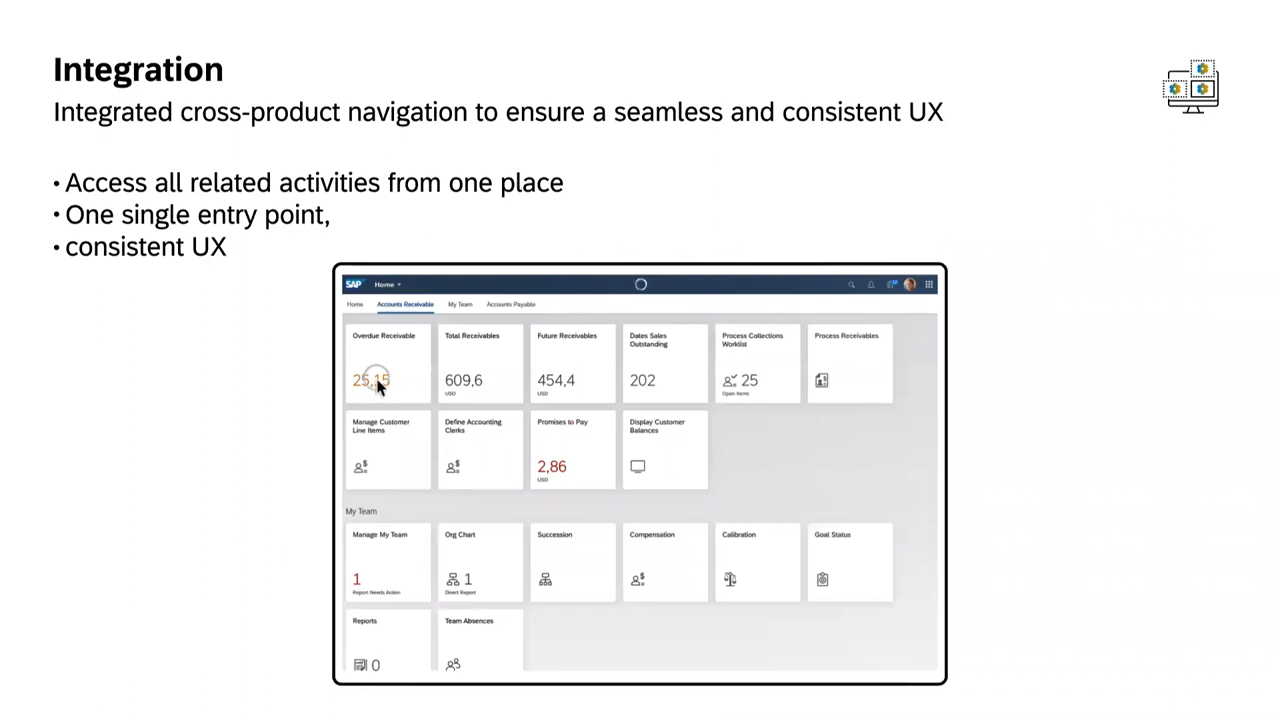 Integration
Integrated cross-product navigation to ensure a seamless and consistent UX
• Access all related activities from one place
• One single entry point,
• consistent UX
SAP Home
Home Accounts Receivable My Team Accounts Payable
Overdue Receivable Total Receivables Future Receivables Dates Sales Outstanding Process Collections Worklist Process Receivables
25,15 609,6 454,4 202 25
USD USD Open Items
Manage Customer Line Items Define Accounting Clerks Promises to Pay Display Customer Balances
2,86
USD
My Team
Manage My Team Org Chart Succession Compensation Calibration Goal Status
1 1
Report Needs Action Direct Report
Reports Team Absences
0